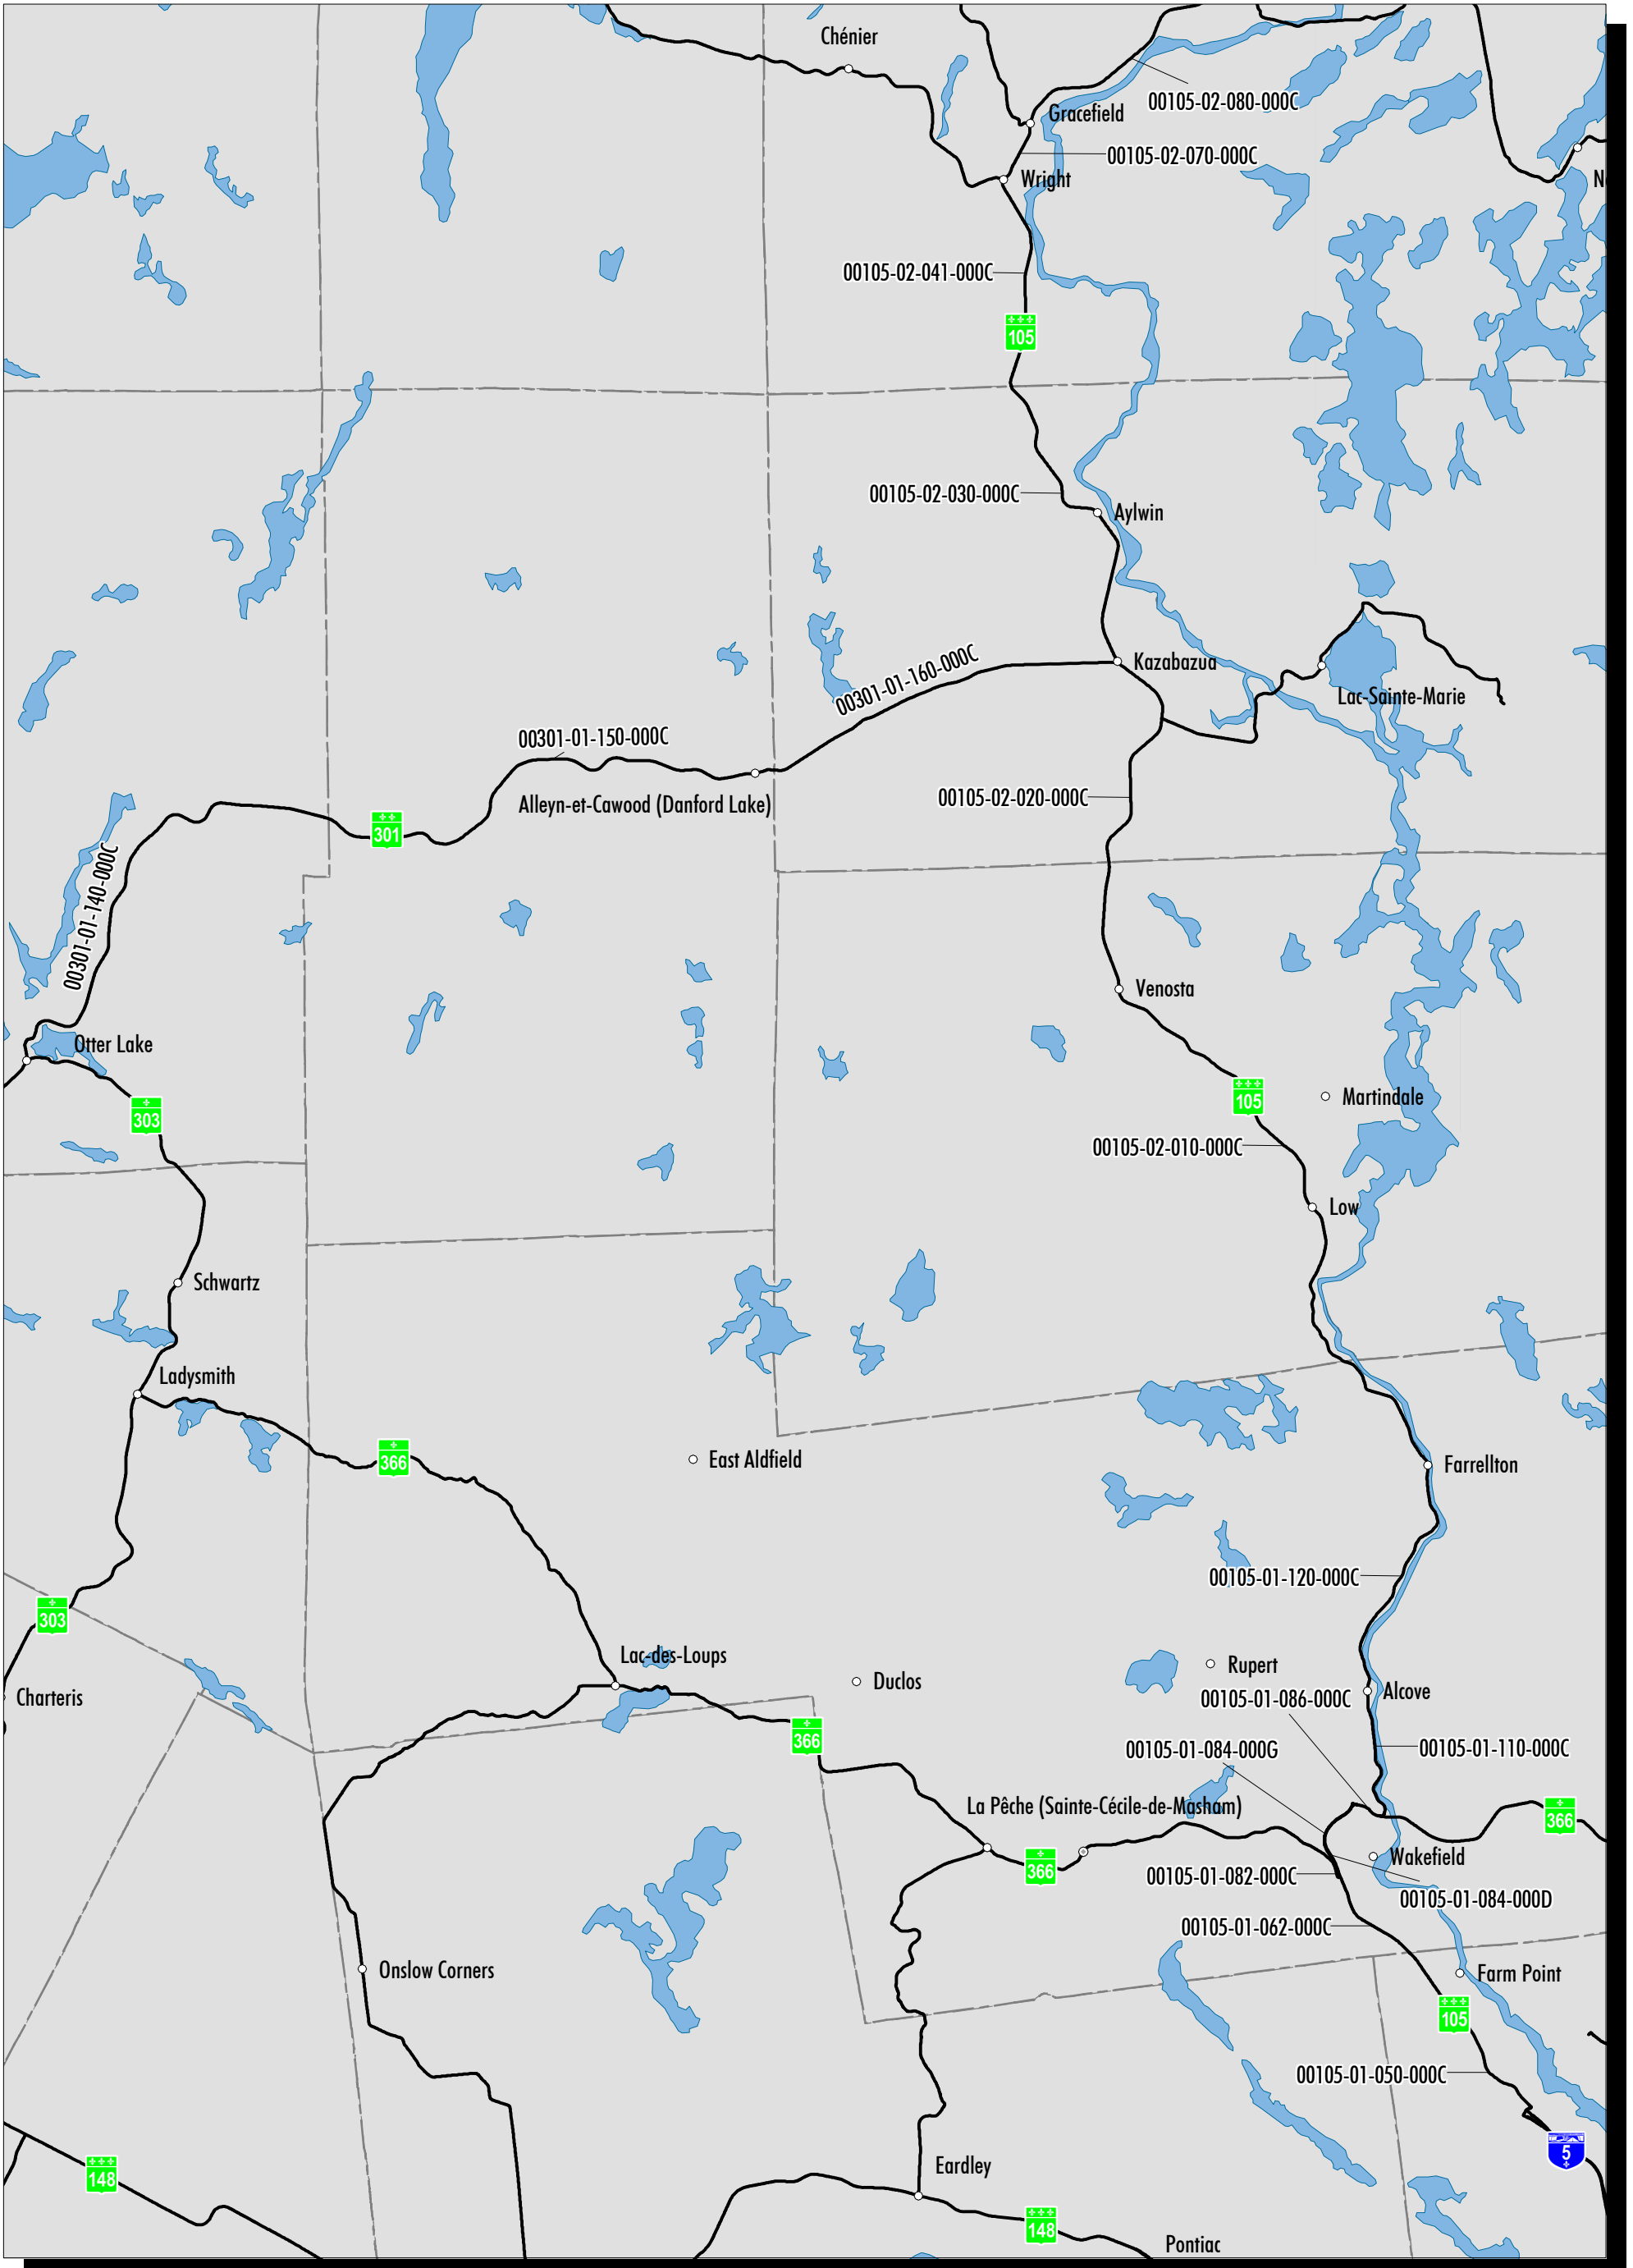 Chénier
00105-02-080-000C
Gracefield
00105-02-070-000C
Wright
00105-02-041-000C
105
00105-02-030-000C
Aylwin
Kazabazua
00301-01-160-000C
Lac-Sainte-Marie
00301-01-150-000C
00105-02-020-000C
Alleyn-et-Cawood (Danford Lake)
301
00301-01-140-000C
Venosta
Otter Lake
105
Martindale
303
00105-02-010-000C
Low
Schwartz
Ladysmith
366
East Aldfield
Farrellton
00105-01-120-000C
303
Lac-des-Loups
Rupert
Duclos
Charteris
00105-01-086-000C
Alcove
366
00105-01-084-000G
00105-01-110-000C
La Pêche (Sainte-Cécile-de-Masham)
366
366
Wakefield
00105-01-082-000C
00105-01-084-000D
00105-01-062-000C
Onslow Corners
Farm Point
105
00105-01-050-000C
5
Eardley
148
148
Pontiac